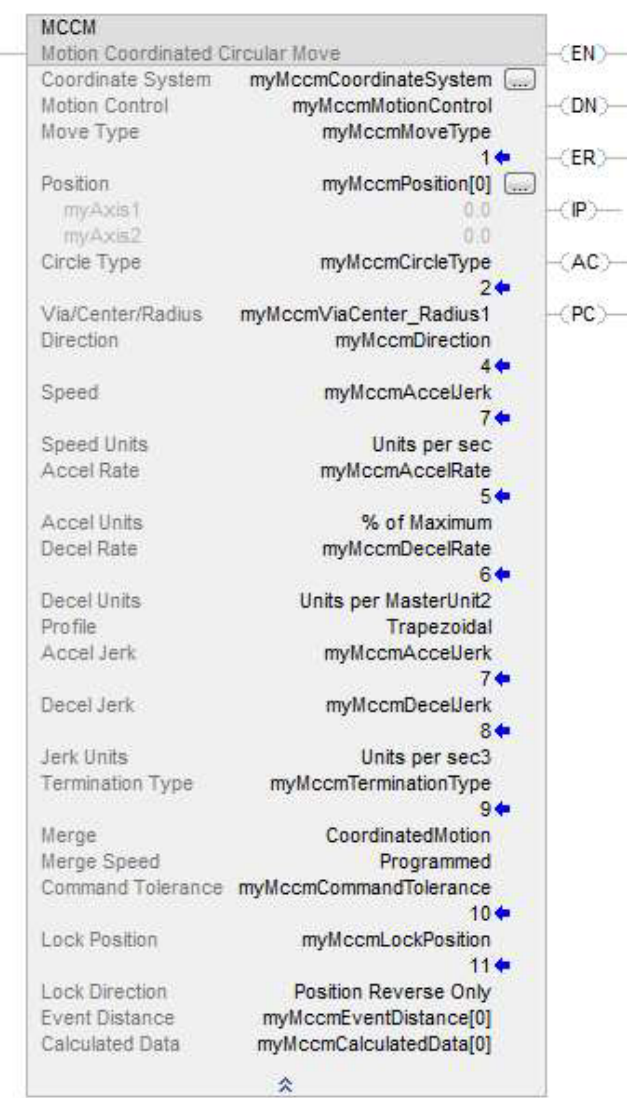 MCCM
Motion Coordinated Circular Move
EN
Coordinate System myMccmCoordinateSystem ...
Motion Control myMccmMotionControl
DN
Move Type myMccmMoveType
1
ER
Position myMccmPosition[0] ...
myAxis1 0.0
IP
myAxis2 0.0
Circle Type myMccmCircleType
AC
2
Via/Center/Radius myMccmViaCenter_Radius1
PC
Direction myMccmDirection
4
Speed myMccmAccelJerk
7
Speed Units Units per sec
Accel Rate myMccmAccelRate
5
Accel Units % of Maximum
Decel Rate myMccmDecelRate
6
Decel Units Units per MasterUnit2
Profile Trapezoidal
Accel Jerk myMccmAccelJerk
7
Decel Jerk myMccmDecelJerk
8
Jerk Units Units per sec3
Termination Type myMccmTerminationType
9
Merge CoordinatedMotion
Merge Speed Programmed
Command Tolerance myMccmCommandTolerance
10
Lock Position myMccmLockPosition
11
Lock Direction Position Reverse Only
Event Distance myMccmEventDistance[0]
Calculated Data myMccmCalculatedData[0]